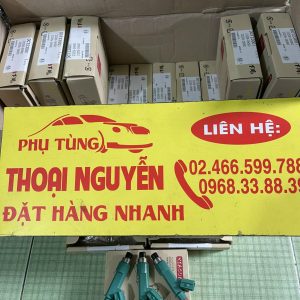 PHỤ TÙNG
LIÊN HỆ:
THOẠI NGUYỄN
02.466.599.788
0968.33.88.39
ĐẶT HÀNG NHANH